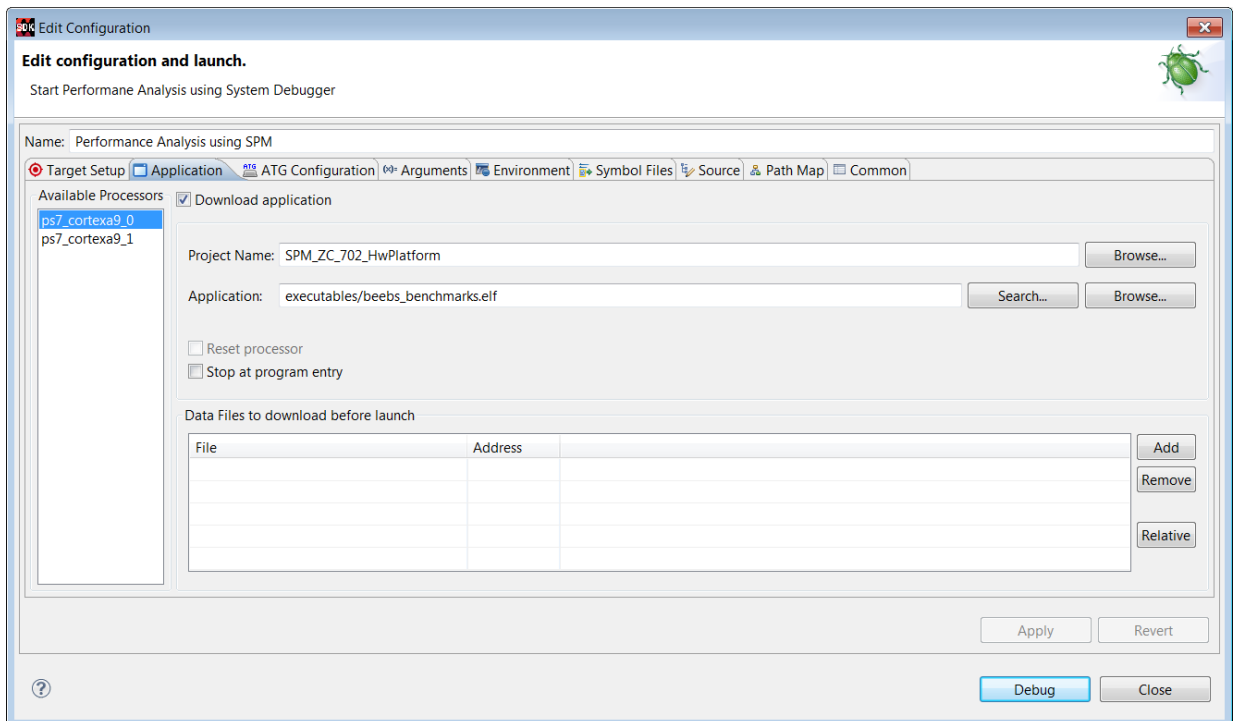 SDK Edit Configuration
Edit configuration and launch.
Start Performane Analysis using System Debugger
Name: Performance Analysis using SPM
Target Setup Application ATG ATG Configuration (x)= Arguments Environment Symbol Files Source Path Map Common
Available Processors
ps7_cortexa9_0
ps7_cortexa9_1
Download application
Project Name: SPM_ZC_702_HwPlatform Browse...
Application: executables/beebs_benchmarks.elf Search... Browse...
Reset processor
Stop at program entry
Data Files to download before launch
File Address
Add
Remove
Relative
Apply Revert
? Debug Close